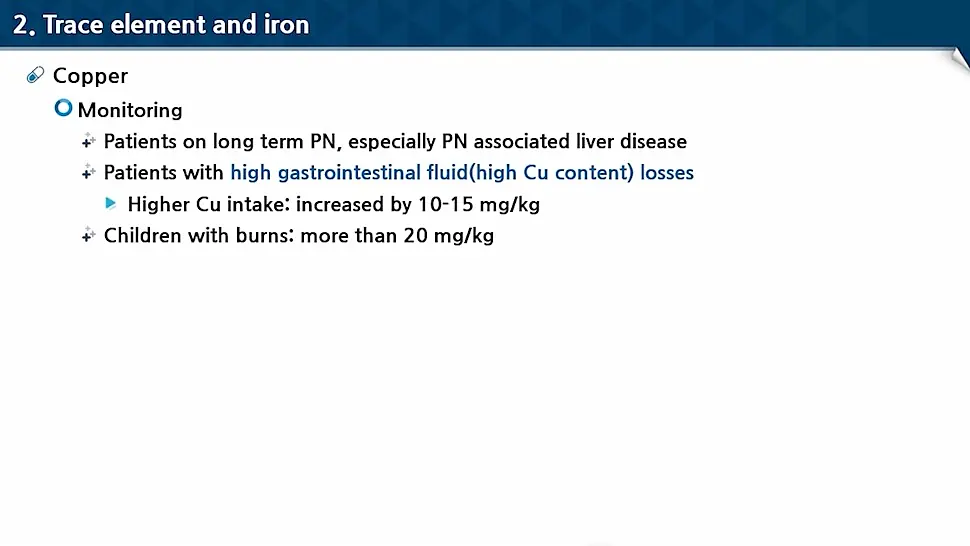 2. Trace element and iron
Copper
Monitoring
Patients on long term PN, especially PN associated liver disease
Patients with high gastrointestinal fluid(high Cu content) losses
Higher Cu intake: increased by 10-15 mg/kg
Children with burns: more than 20 mg/kg